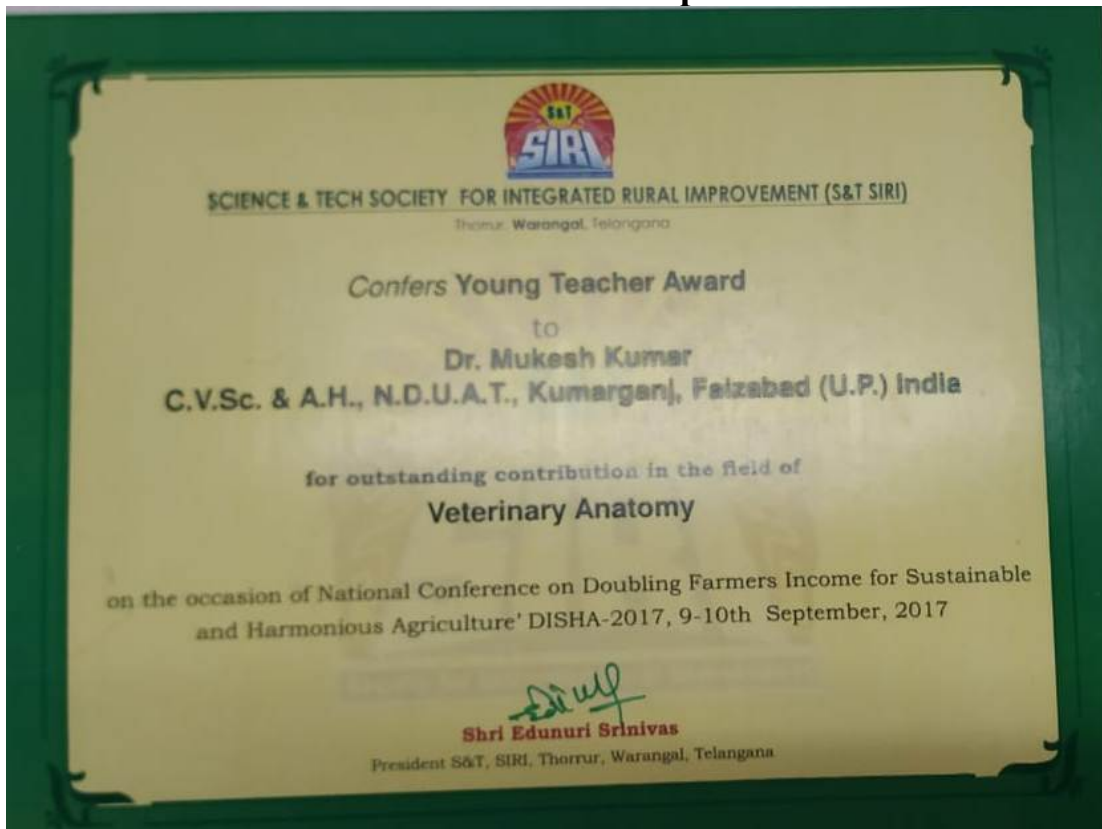 S&T
SIRI
SCIENCE & TECH SOCIETY FOR INTEGRATED RURAL IMPROVEMENT (S&T SIRI)
Thorrur, Warangal, Telangana
Confers Young Teacher Award
to
Dr. Mukesh Kumar
C.V.Sc. & A.H., N.D.U.A.T., Kumarganj, Faizabad (U.P.) India
for outstanding contribution in the field of
Veterinary Anatomy
on the occasion of National Conference on Doubling Farmers Income for Sustainable
and Harmonious Agriculture' DISHA-2017, 9-10th September, 2017
Shri Edunuri Srinivas
President S&T, SIRI, Thorrur, Warangal, Telangana